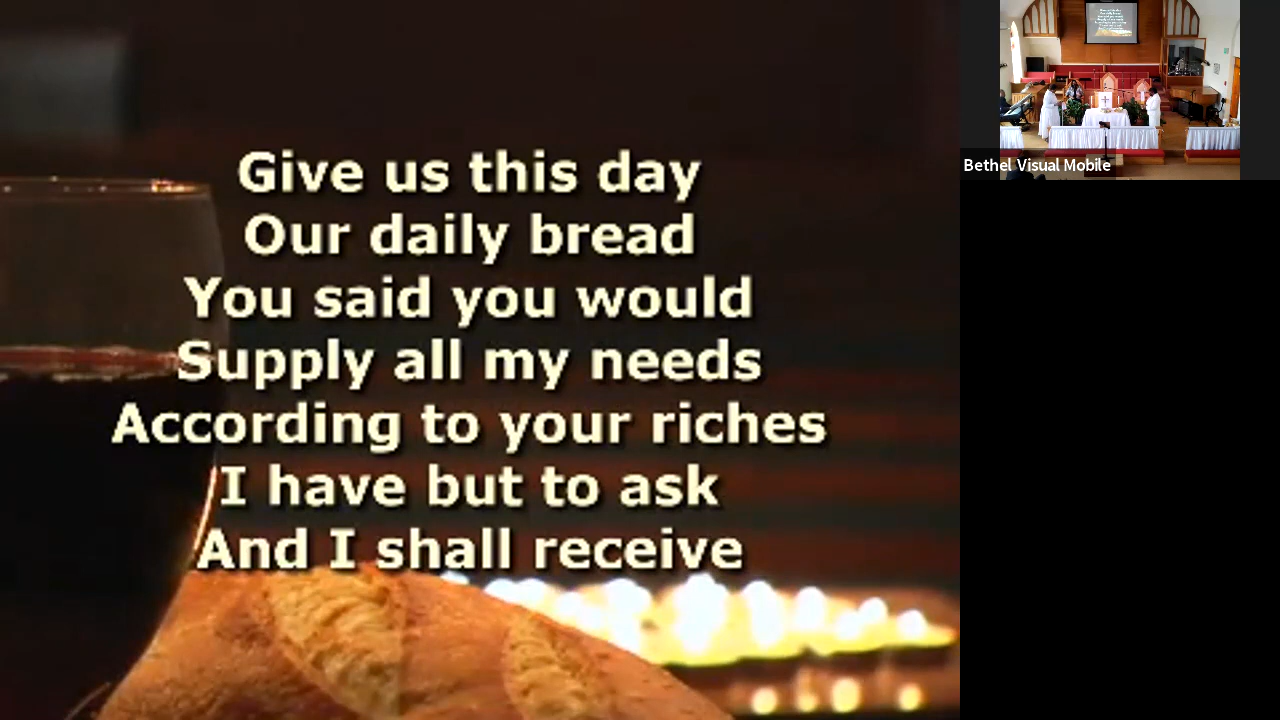 Give us this day
Our daily bread
You said you would
Supply all my needs
According to your riches
I have but to ask
And I shall receive
Bethel Visual Mobile